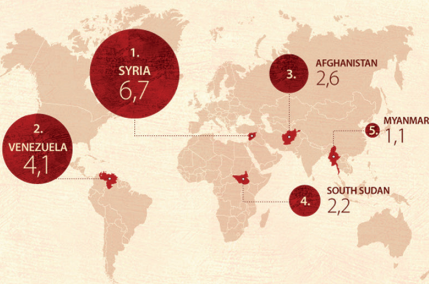 1.
SYRIA
6,7
2.
VENEZUELA
4,1
3.
AFGHANISTAN
2,6
4.
SOUTH SUDAN
2,2
5.
MYANMAR
1,1